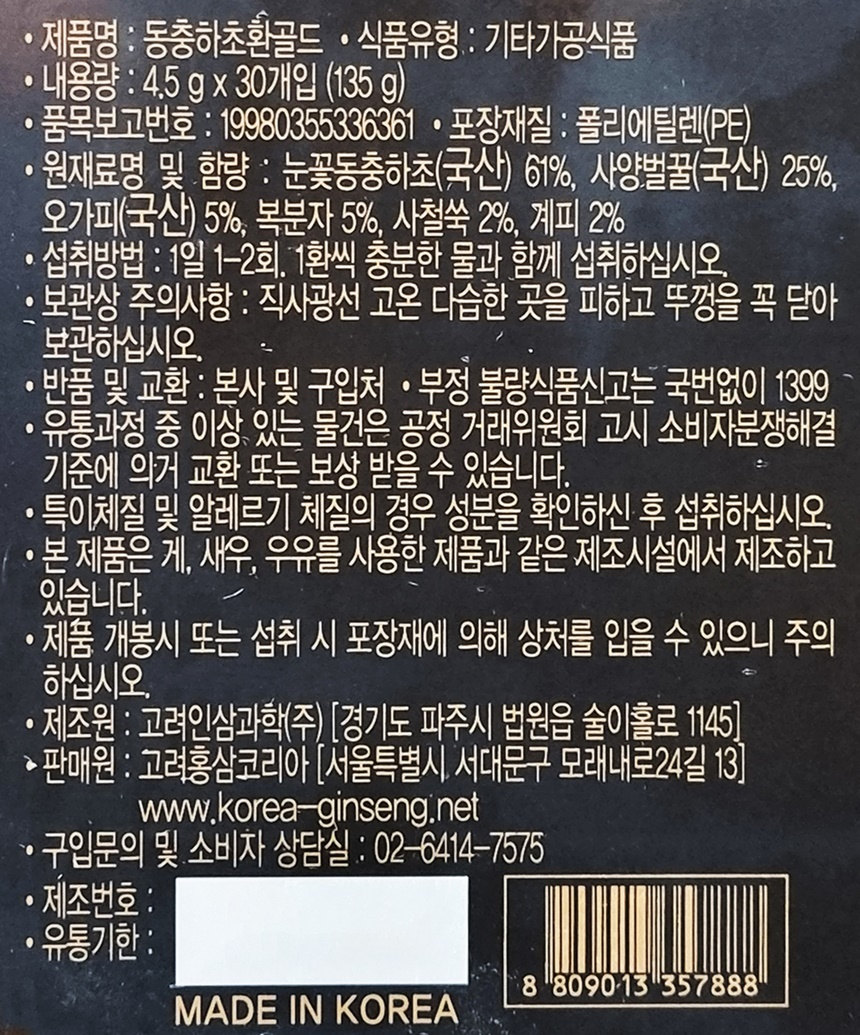 • 제품명 : 동충하초환골드 • 식품유형 : 기타가공식품
• 내용량 : 4.5 g x 30개입 (135 g)
• 품목보고번호 : 19980355336361 • 포장재질 : 폴리에틸렌(PE)
• 원재료명 및 함량 : 눈꽃동충하초(국산) 61%, 사양벌꿀(국산) 25%,
오가피(국산) 5%, 복분자 5%, 사철쑥 2%, 계피 2%
• 섭취방법 : 1일 1-2회. 1환씩 충분한 물과 함께 섭취하십시오.
• 보관상 주의사항 : 직사광선 고온 다습한 곳을 피하고 뚜껑을 꼭 닫아
보관하십시오.
• 반품 및 교환 : 본사 및 구입처 • 부정 불량식품신고는 국번없이 1399
• 유통과정 중 이상 있는 물건은 공정 거래위원회 고시 소비자분쟁해결
기준에 의거 교환 또는 보상 받을 수 있습니다.
• 특이체질 및 알레르기 체질의 경우 성분을 확인하신 후 섭취하십시오.
• 본 제품은 게, 새우, 우유를 사용한 제품과 같은 제조시설에서 제조하고
있습니다.
• 제품 개봉시 또는 섭취 시 포장재에 의해 상처를 입을 수 있으니 주의
하십시오.
• 제조원 : 고려인삼과학(주) [경기도 파주시 법원읍 술이홀로 1145]
• 판매원 : 고려홍삼코리아 [서울특별시 서대문구 모래내로24길 13]
www.korea-ginseng.net
• 구입문의 및 소비자 상담실 : 02-6414-7575
• 제조번호 :
• 유통기한 :
8 809013 357888
MADE IN KOREA